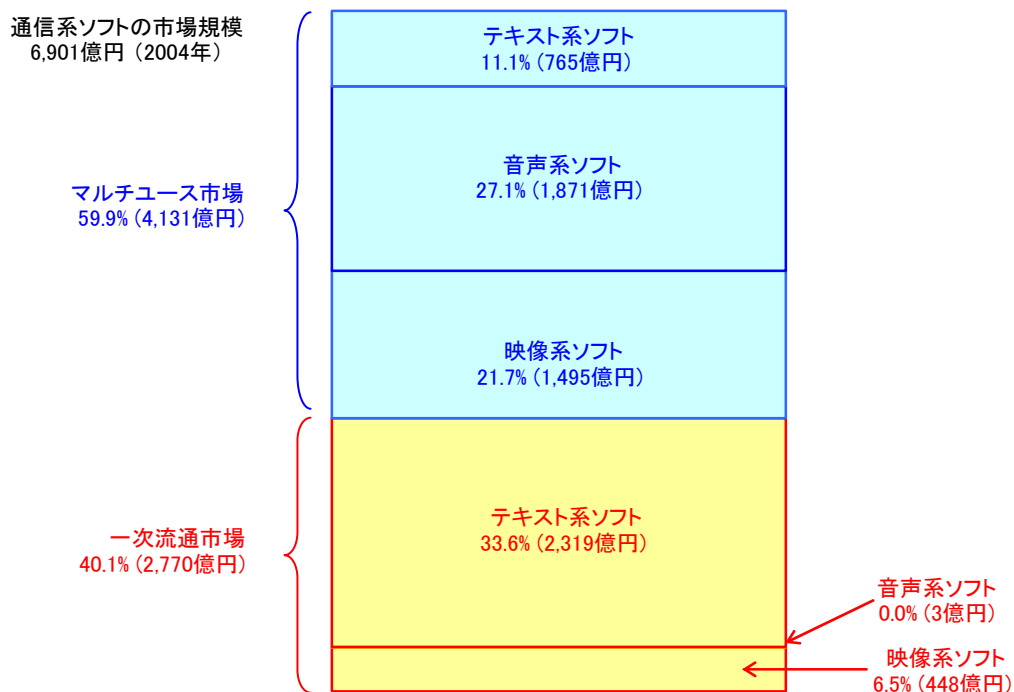 通信系ソフトの市場規模
6,901億円（2004年）
テキスト系ソフト
11.1%（765億円）
音声系ソフト
27.1%（1,871億円）
マルチユース市場
59.9%（4,131億円）
映像系ソフト
21.7%（1,495億円）
テキスト系ソフト
33.6%（2,319億円）
一次流通市場
40.1%（2,770億円）
音声系ソフト
0.0%（3億円）
映像系ソフト
6.5%（448億円）